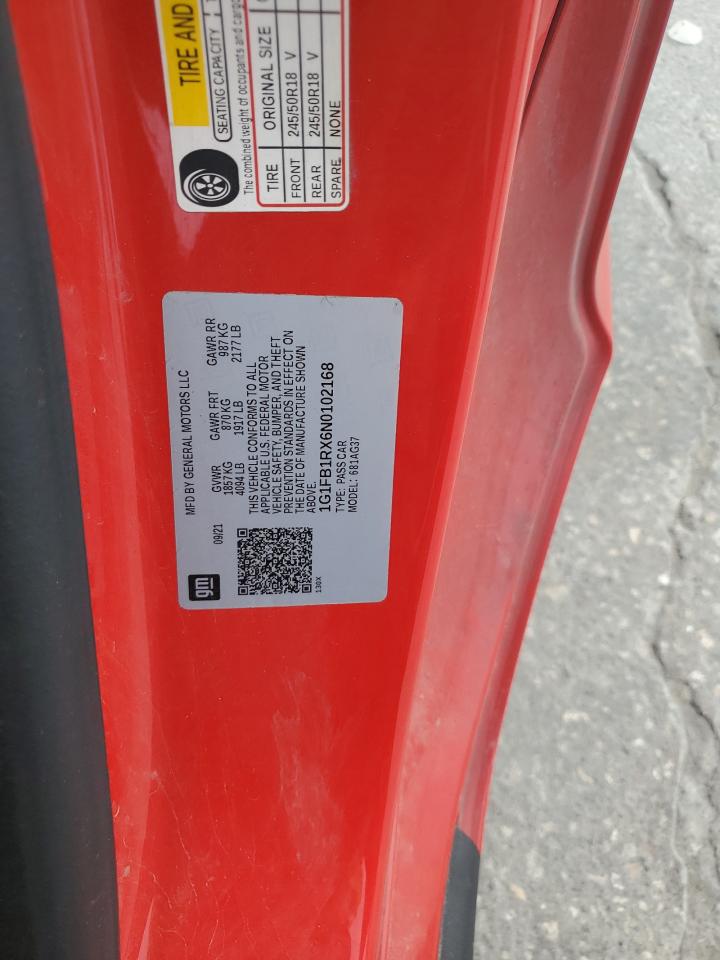 TIRE AND
SEATING CAPACITY
The combined weight of occupants and cargo
TIRE ORIGINAL SIZE
FRONT 245/50R18 V
REAR 245/50R18 V
SPARE NONE
gm
MFD BY GENERAL MOTORS LLC
09/21 GVWR GAWR FRT GAWR RR
1857 KG 870 KG 987 KG
4094 LB 1917 LB 2177 LB
THIS VEHICLE CONFORMS TO ALL
APPLICABLE U.S. FEDERAL MOTOR
VEHICLE SAFETY, BUMPER, AND THEFT
PREVENTION STANDARDS IN EFFECT ON
THE DATE OF MANUFACTURE SHOWN
ABOVE.
1G1FB1RX6N0102168
TYPE: PASS CAR
MODEL: 681AG37
130X